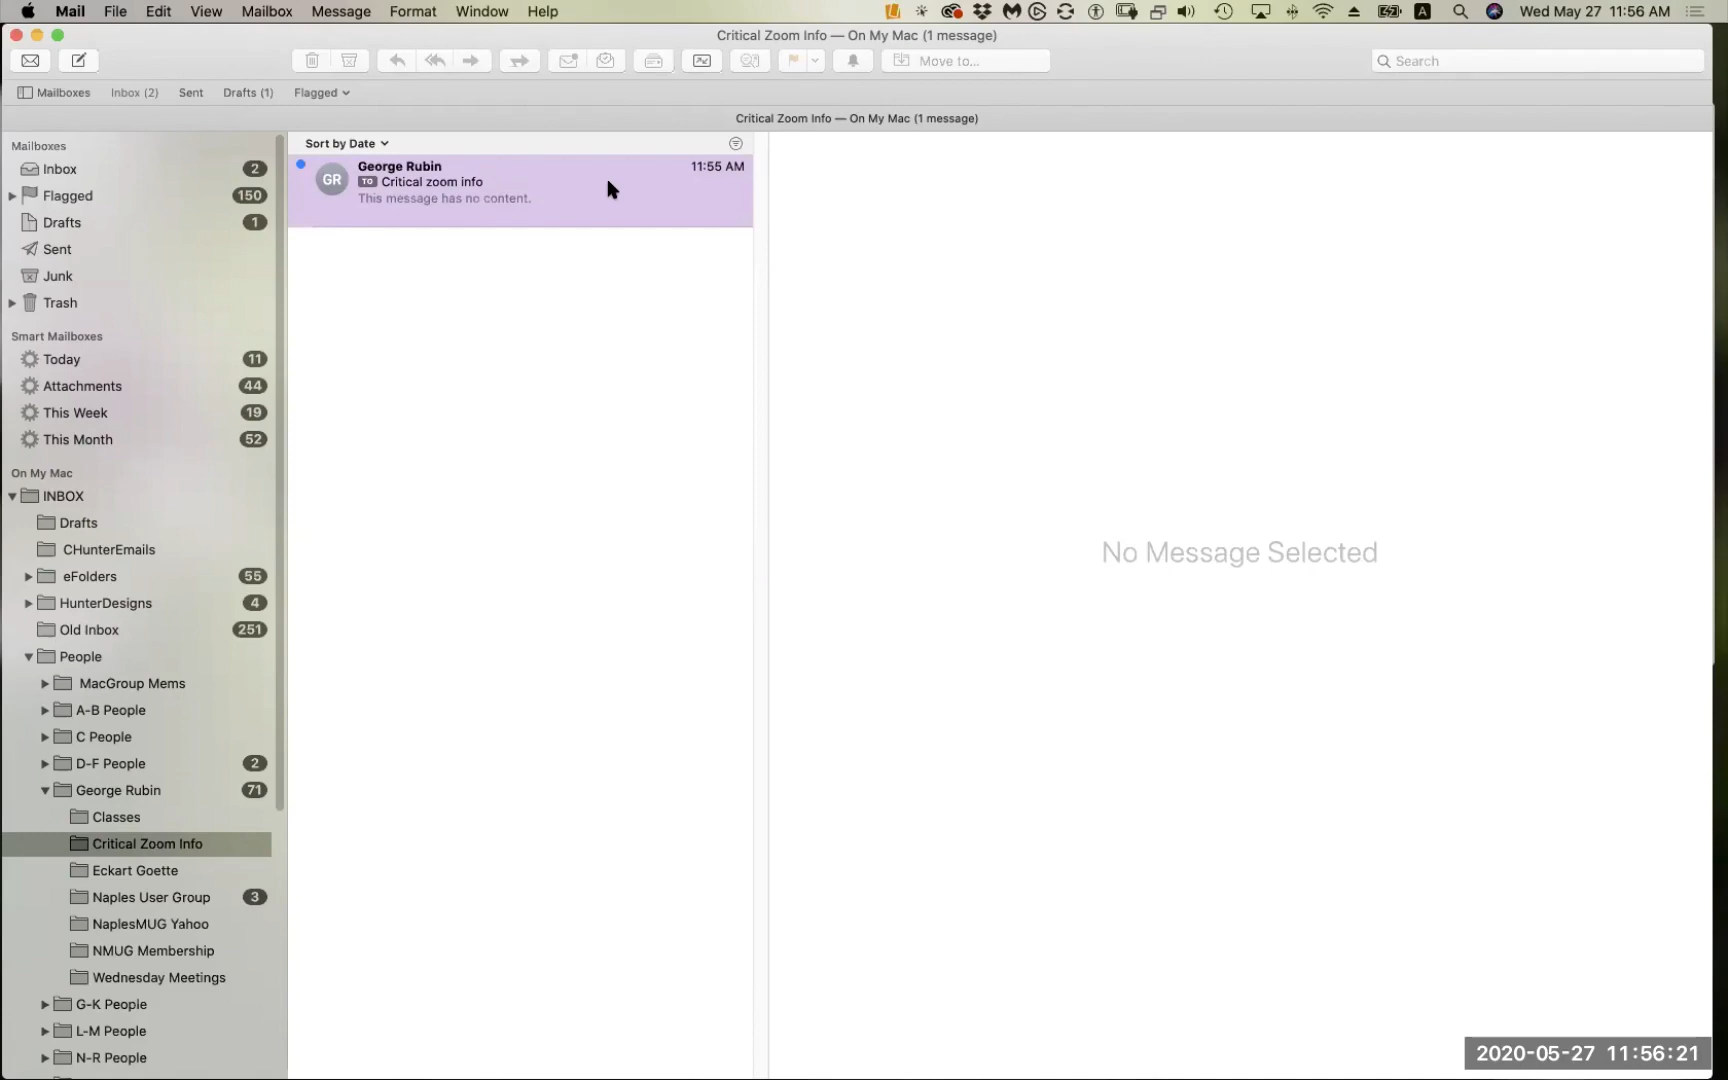 Mail File Edit View Mailbox Message Format Window Help
A Wed May 27 11:56 AM
Critical Zoom Info — On My Mac (1 message)
Move to...
Search
Mailboxes Inbox (2) Sent Drafts (1) Flagged
Critical Zoom Info — On My Mac (1 message)
Mailboxes
Inbox 2
Flagged 150
Drafts 1
Sent
Junk
Trash
Smart Mailboxes
Today 11
Attachments 44
This Week 19
This Month 52
On My Mac
INBOX
Drafts
CHunterEmails
eFolders 55
HunterDesigns 4
Old Inbox 251
People
MacGroup Mems
A-B People
C People
D-F People 2
George Rubin 71
Classes
Critical Zoom Info
Eckart Goette
Naples User Group 3
NaplesMUG Yahoo
NMUG Membership
Wednesday Meetings
G-K People
L-M People
N-R People
Sort by Date
GR
George Rubin 11:55 AM
TO Critical zoom info
This message has no content.
No Message Selected
2020-05-27 11:56:21